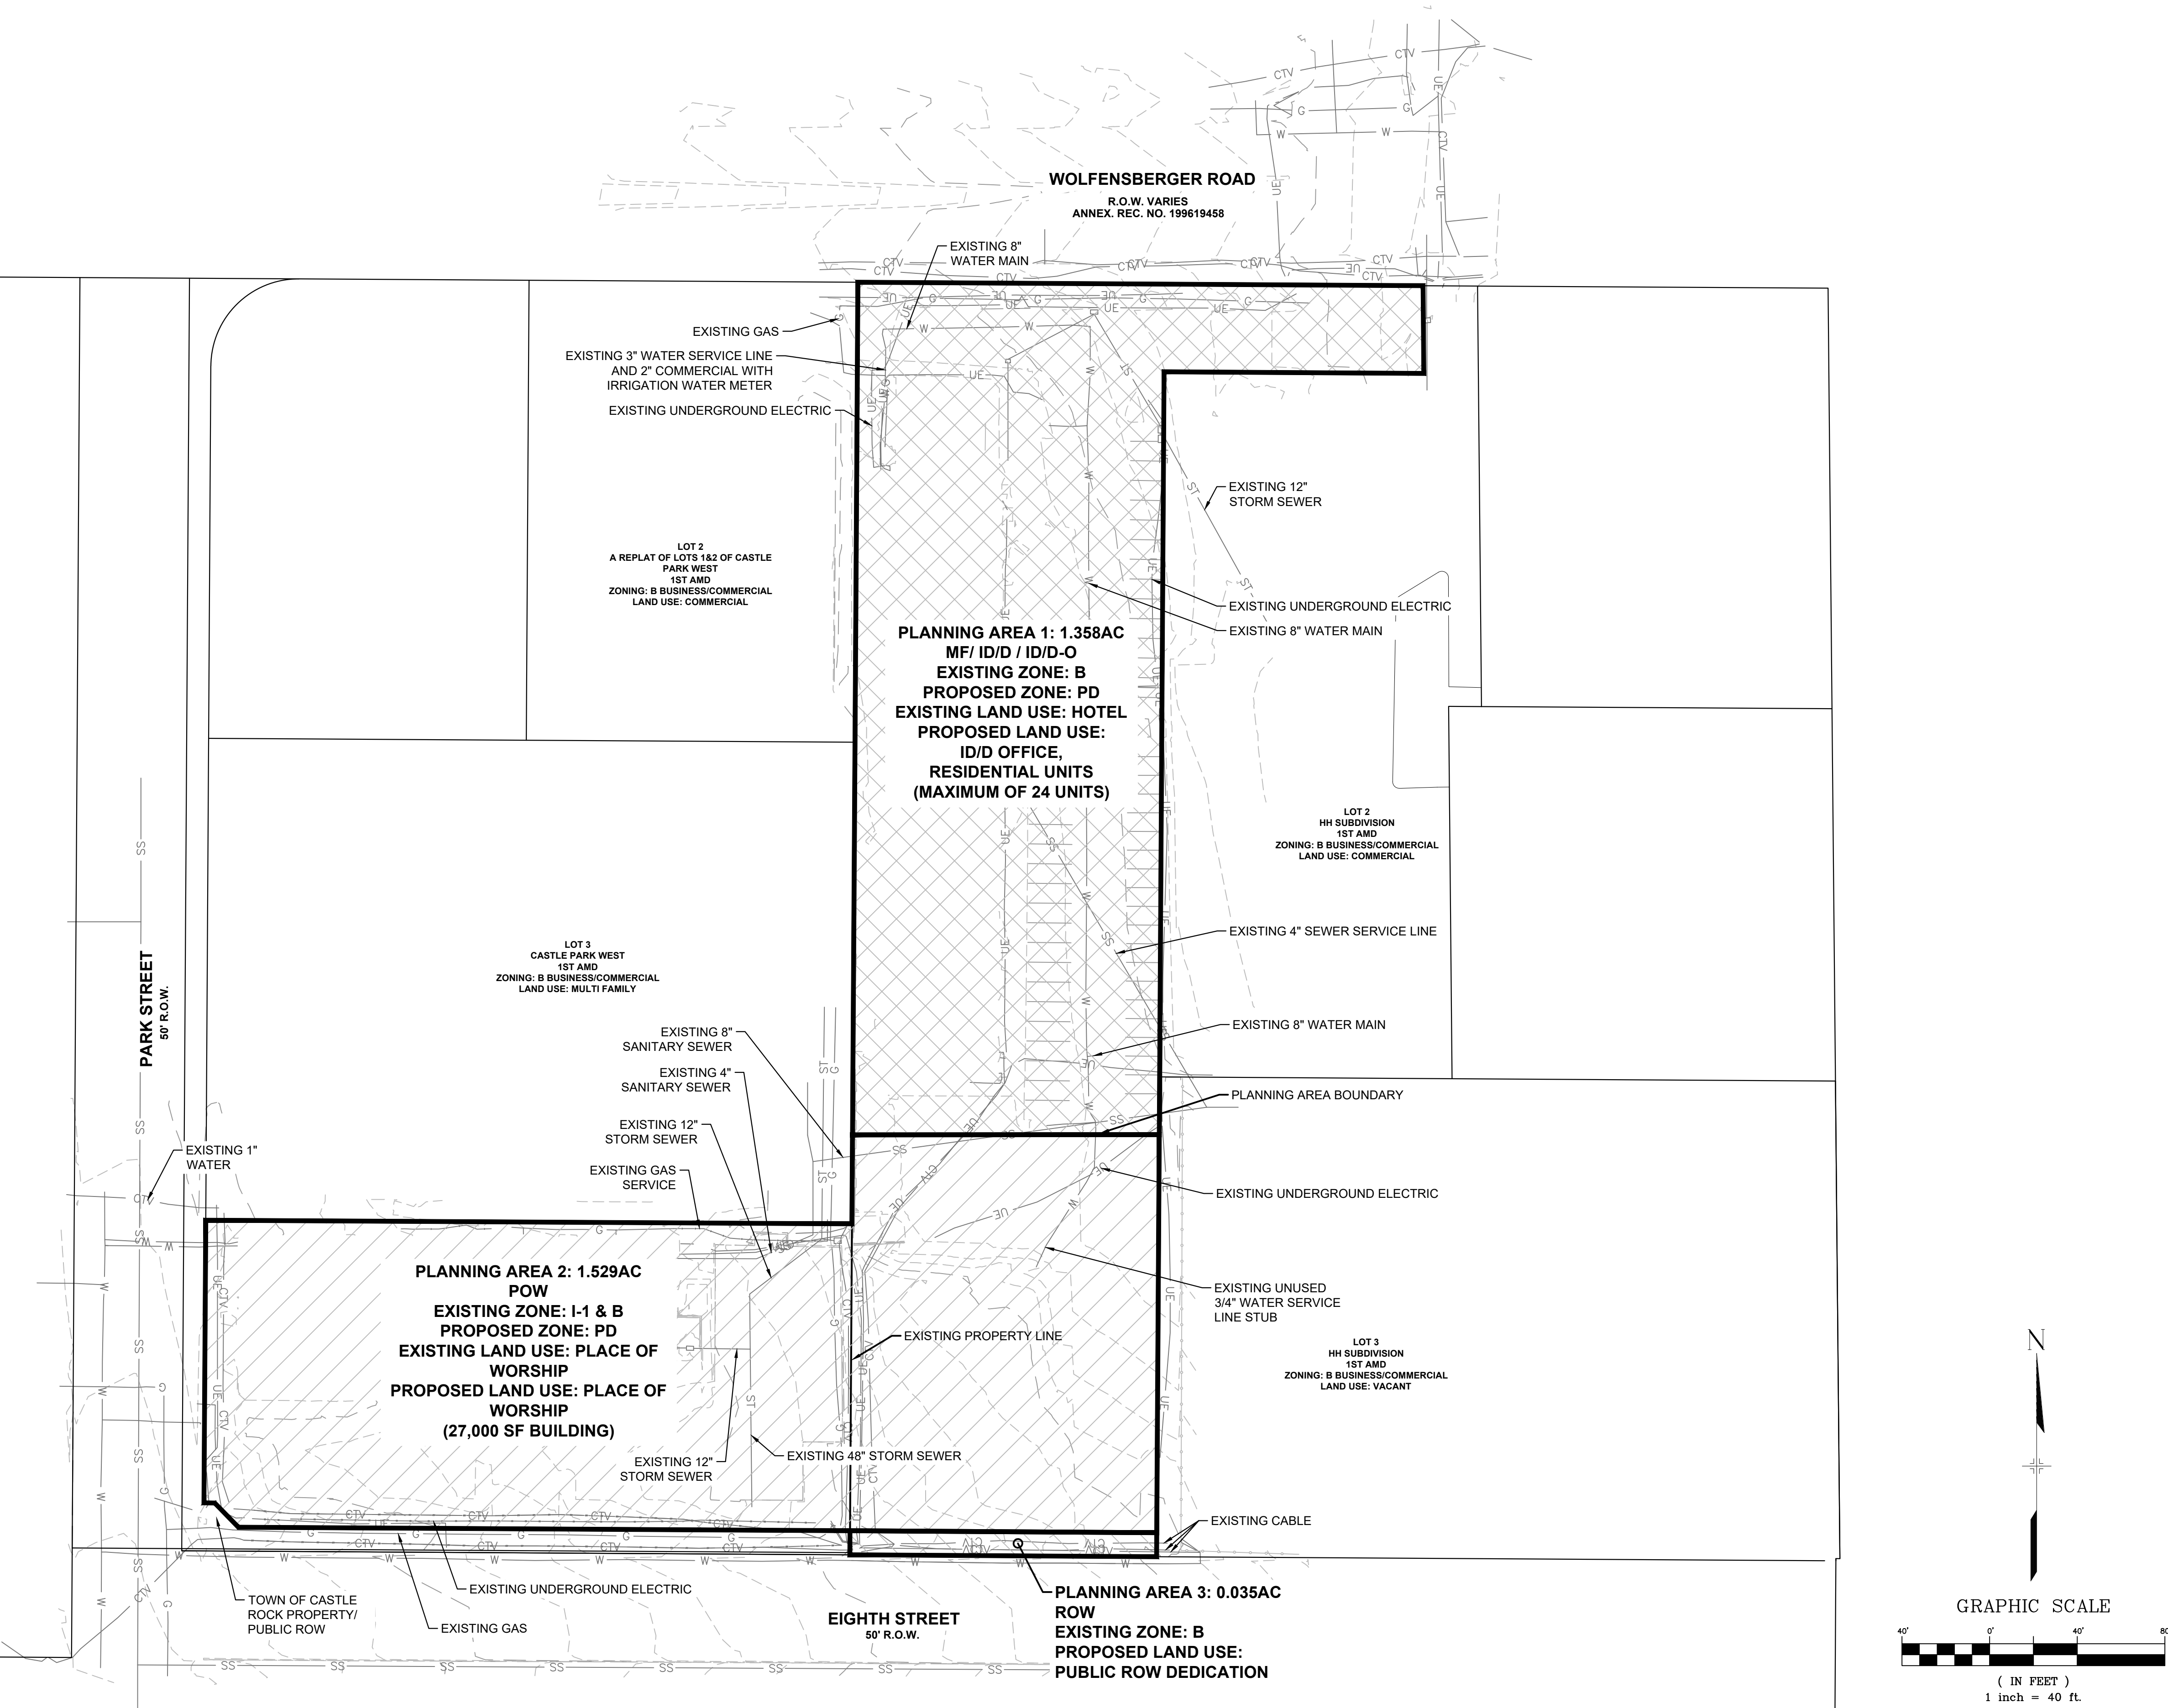 WOLFENSBERGER ROAD
R.O.W. VARIES
ANNEX. REC. NO. 199619458
EXISTING 8"
WATER MAIN
EXISTING GAS
EXISTING 3" WATER SERVICE LINE
AND 2" COMMERCIAL WITH
IRRIGATION WATER METER
EXISTING UNDERGROUND ELECTRIC
EXISTING 12"
STORM SEWER
LOT 2
A REPLAT OF LOTS 1&2 OF CASTLE
PARK WEST
1ST AMD
ZONING: B BUSINESS/COMMERCIAL
LAND USE: COMMERCIAL
EXISTING UNDERGROUND ELECTRIC
EXISTING 8" WATER MAIN
PLANNING AREA 1: 1.358AC
MF/ ID/D / ID/D-O
EXISTING ZONE: B
PROPOSED ZONE: PD
EXISTING LAND USE: HOTEL
PROPOSED LAND USE:
ID/D OFFICE,
RESIDENTIAL UNITS
(MAXIMUM OF 24 UNITS)
LOT 2
HH SUBDIVISION
1ST AMD
ZONING: B BUSINESS/COMMERCIAL
LAND USE: COMMERCIAL
EXISTING 4" SEWER SERVICE LINE
LOT 3
CASTLE PARK WEST
1ST AMD
ZONING: B BUSINESS/COMMERCIAL
LAND USE: MULTI FAMILY
PARK STREET
50' R.O.W.
EXISTING 8"
SANITARY SEWER
EXISTING 8" WATER MAIN
EXISTING 4"
SANITARY SEWER
PLANNING AREA BOUNDARY
EXISTING 12"
STORM SEWER
EXISTING 1"
WATER
EXISTING GAS
SERVICE
EXISTING UNDERGROUND ELECTRIC
PLANNING AREA 2: 1.529AC
POW
EXISTING ZONE: I-1 & B
PROPOSED ZONE: PD
EXISTING LAND USE: PLACE OF
WORSHIP
PROPOSED LAND USE: PLACE OF
WORSHIP
(27,000 SF BUILDING)
EXISTING UNUSED
3/4" WATER SERVICE
LINE STUB
EXISTING PROPERTY LINE
LOT 3
HH SUBDIVISION
1ST AMD
ZONING: B BUSINESS/COMMERCIAL
LAND USE: VACANT
EXISTING 12"
STORM SEWER
EXISTING 48" STORM SEWER
EXISTING CABLE
TOWN OF CASTLE
ROCK PROPERTY/
PUBLIC ROW
EXISTING UNDERGROUND ELECTRIC
EXISTING GAS
EIGHTH STREET
50' R.O.W.
PLANNING AREA 3: 0.035AC
ROW
EXISTING ZONE: B
PROPOSED LAND USE:
PUBLIC ROW DEDICATION
N
GRAPHIC SCALE
40' 0' 40' 80
( IN FEET )
1 inch = 40 ft.